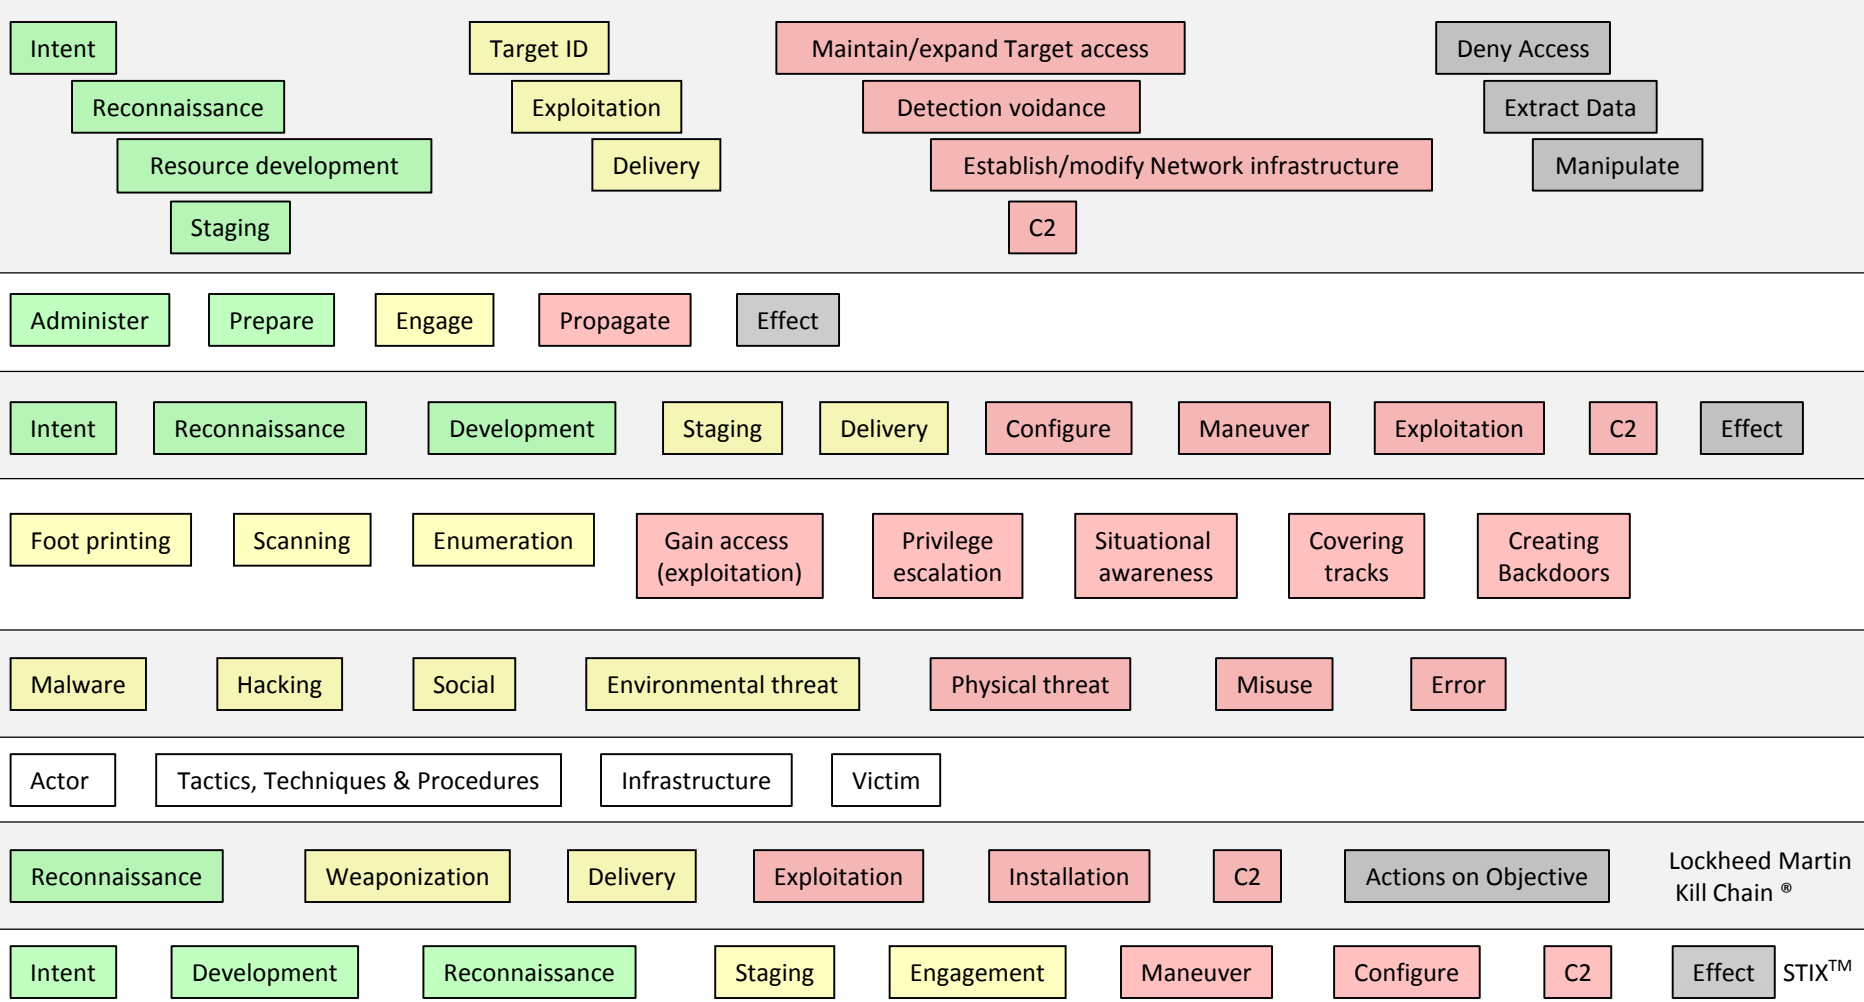 Intent
Target ID
Maintain/expand Target access
Deny Access
Reconnaissance
Exploitation
Detection voidance
Extract Data
Resource development
Delivery
Establish/modify Network infrastructure
Manipulate
Staging
C2
Administer
Prepare
Engage
Propagate
Effect
Intent
Reconnaissance
Development
Staging
Delivery
Configure
Maneuver
Exploitation
C2
Effect
Foot printing
Scanning
Enumeration
Gain access
(exploitation)
Privilege
escalation
Situational
awareness
Covering
tracks
Creating
Backdoors
Malware
Hacking
Social
Environmental threat
Physical threat
Misuse
Error
Actor
Tactics, Techniques & Procedures
Infrastructure
Victim
Reconnaissance
Weaponization
Delivery
Exploitation
Installation
C2
Actions on Objective
Lockheed Martin
Kill Chain ®
Intent
Development
Reconnaissance
Staging
Engagement
Maneuver
Configure
C2
Effect
STIX™